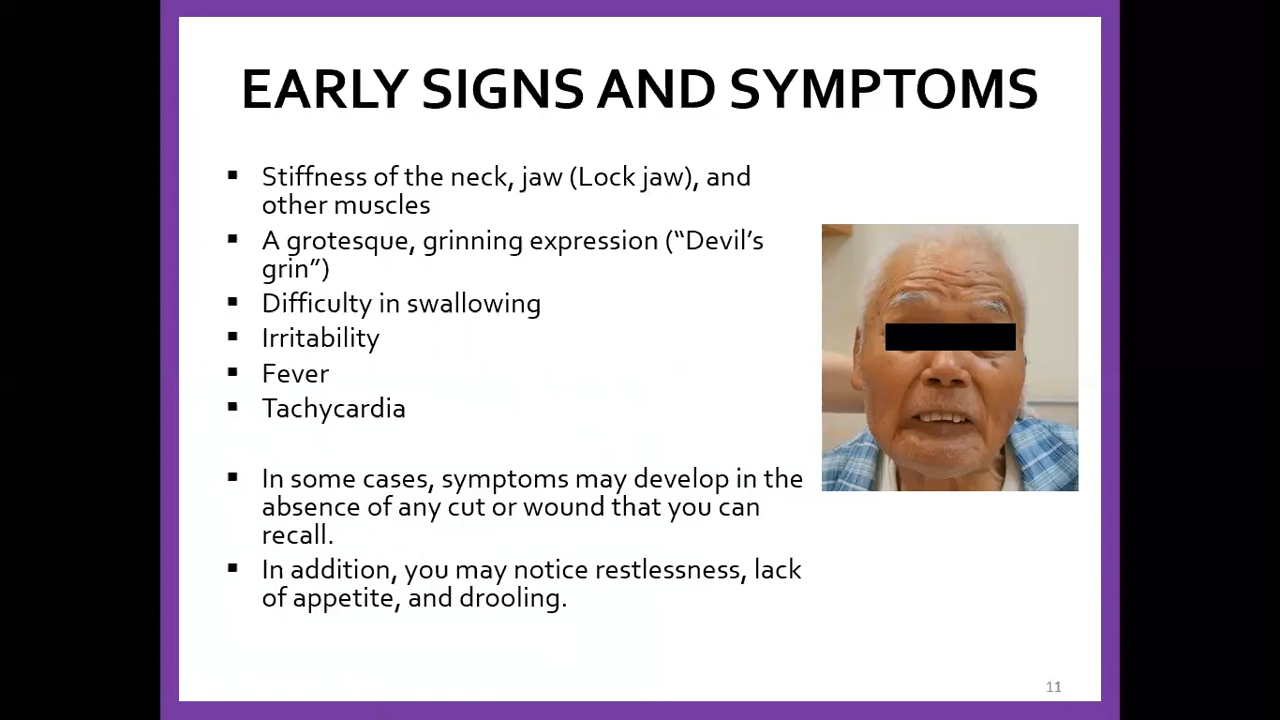 EARLY SIGNS AND SYMPTOMS
▪ Stiffness of the neck, jaw (Lock jaw), and
other muscles
▪ A grotesque, grinning expression (“Devil’s
grin”)
▪ Difficulty in swallowing
▪ Irritability
▪ Fever
▪ Tachycardia
▪ In some cases, symptoms may develop in the
absence of any cut or wound that you can
recall.
▪ In addition, you may notice restlessness, lack
of appetite, and drooling.
11